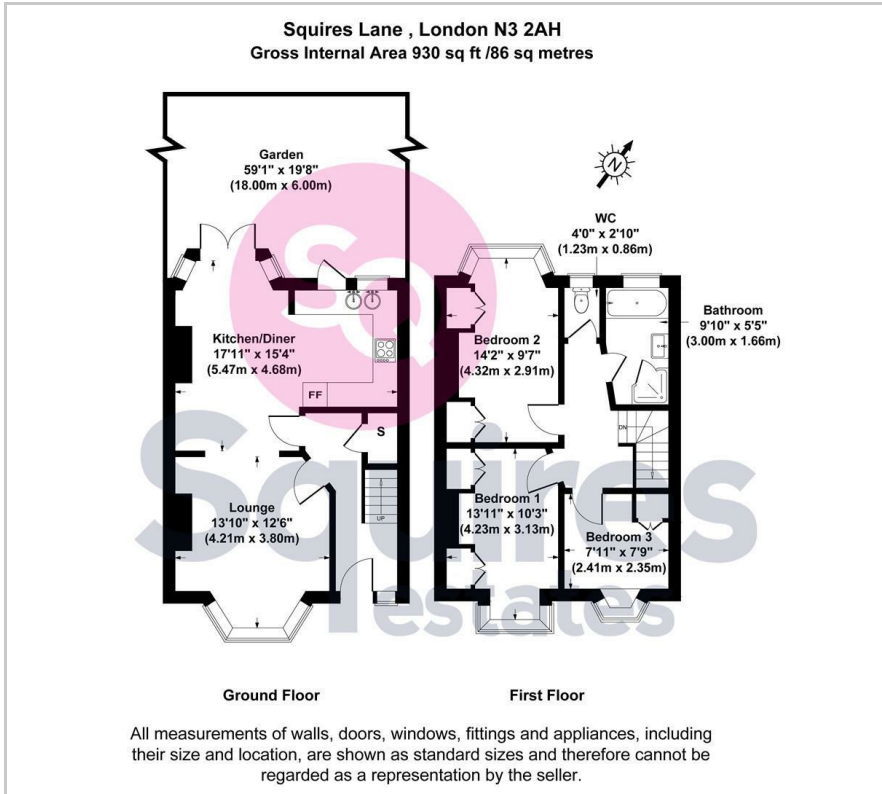 Squires Lane , London N3 2AH
Gross Internal Area 930 sq ft /86 sq metres
Garden
59'1" x 19'8"
(18.00m x 6.00m)
N
WC
4'0" x 2'10"
(1.23m x 0.86m)
SQ
Kitchen/Diner
17'11" x 15'4"
(5.47m x 4.68m)
FF
S
Bedroom 2
14'2" x 9'7"
(4.32m x 2.91m)
Bathroom
9'10" x 5'5"
(3.00m x 1.66m)
DN
Squires
estates
Lounge
13'10" x 12'6"
(4.21m x 3.80m)
UP
Bedroom 1
13'11" x 10'3"
(4.23m x 3.13m)
Bedroom 3
7'11" x 7'9"
(2.41m x 2.35m)
Ground Floor
First Floor
All measurements of walls, doors, windows, fittings and appliances, including
their size and location, are shown as standard sizes and therefore cannot be
regarded as a representation by the seller.